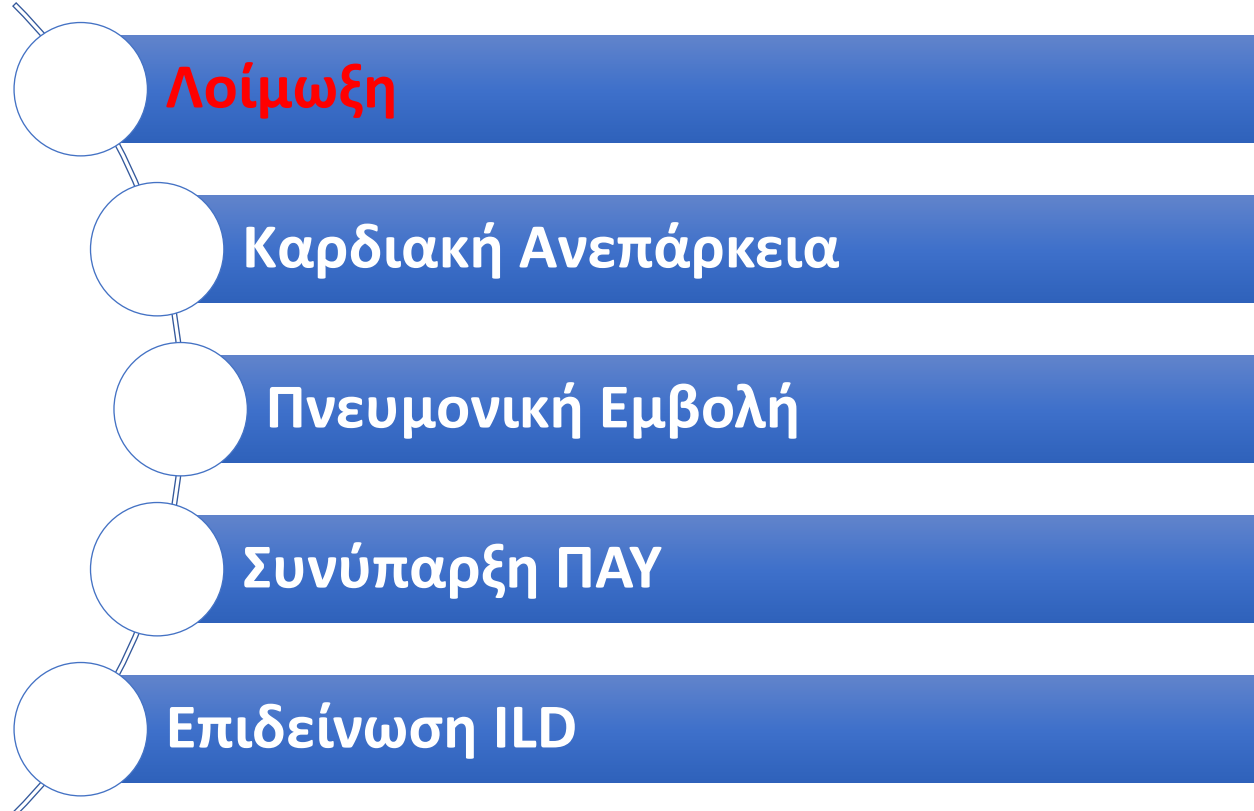 Λοίμωξη
Καρδιακή Ανεπάρκεια
Πνευμονική Εμβολή
Συνύπαρξη ΠΑΥ
Επιδείνωση ILD